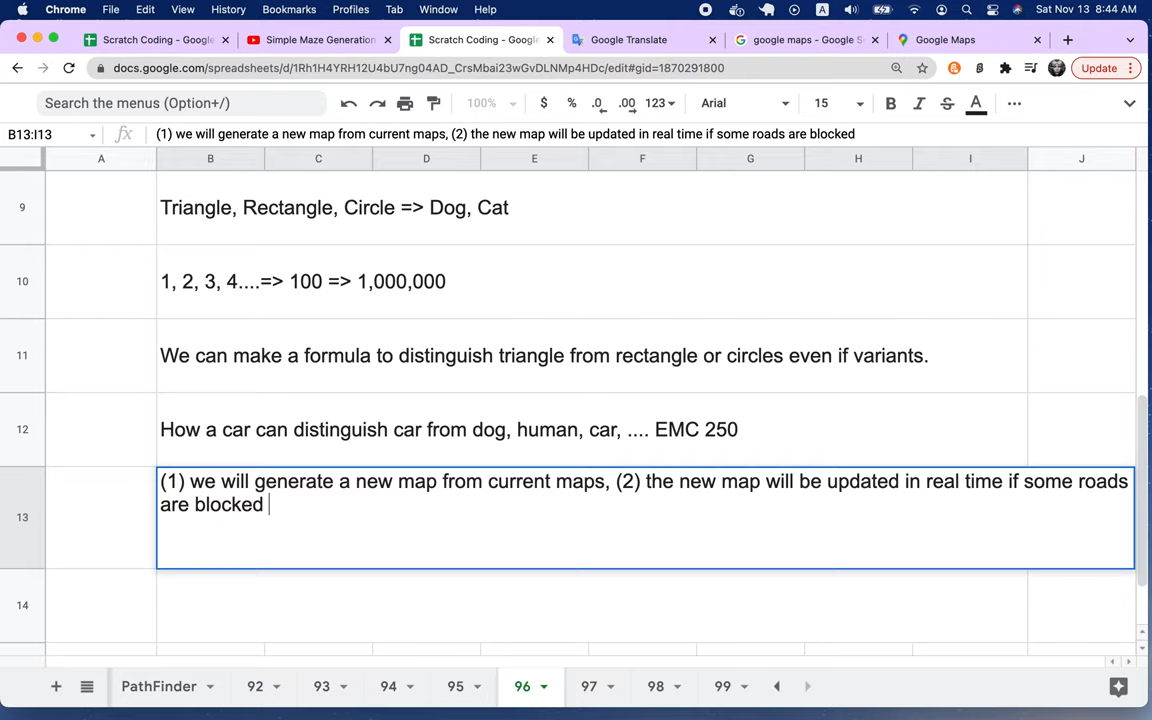 Chrome File Edit View History Bookmarks Profiles Tab Window Help A Sat Nov 13 8:44 AM
Scratch Coding - Google Simple Maze Generation Scratch Coding - Google Google Translate google maps - Google S Google Maps
docs.google.com/spreadsheets/d/1Rh1H4YRH12U4bU7ng04AD_CrsMbai23wGvDLNMp4HDc/edit#gid=1870291800 Update
Search the menus (Option+/) 100% $ % .0 .00 123 Arial 15 B I S A
B13:I13 fx (1) we will generate a new map from current maps, (2) the new map will be updated in real time if some roads are blocked
A B C D E F G H I J
9 Triangle, Rectangle, Circle => Dog, Cat
10 1, 2, 3, 4....=> 100 => 1,000,000
11 We can make a formula to distinguish triangle from rectangle or circles even if variants.
12 How a car can distinguish car from dog, human, car, .... EMC 250
(1) we will generate a new map from current maps, (2) the new map will be updated in real time if some roads
are blocked
13
14
+ PathFinder 92 93 94 95 96 97 98 99